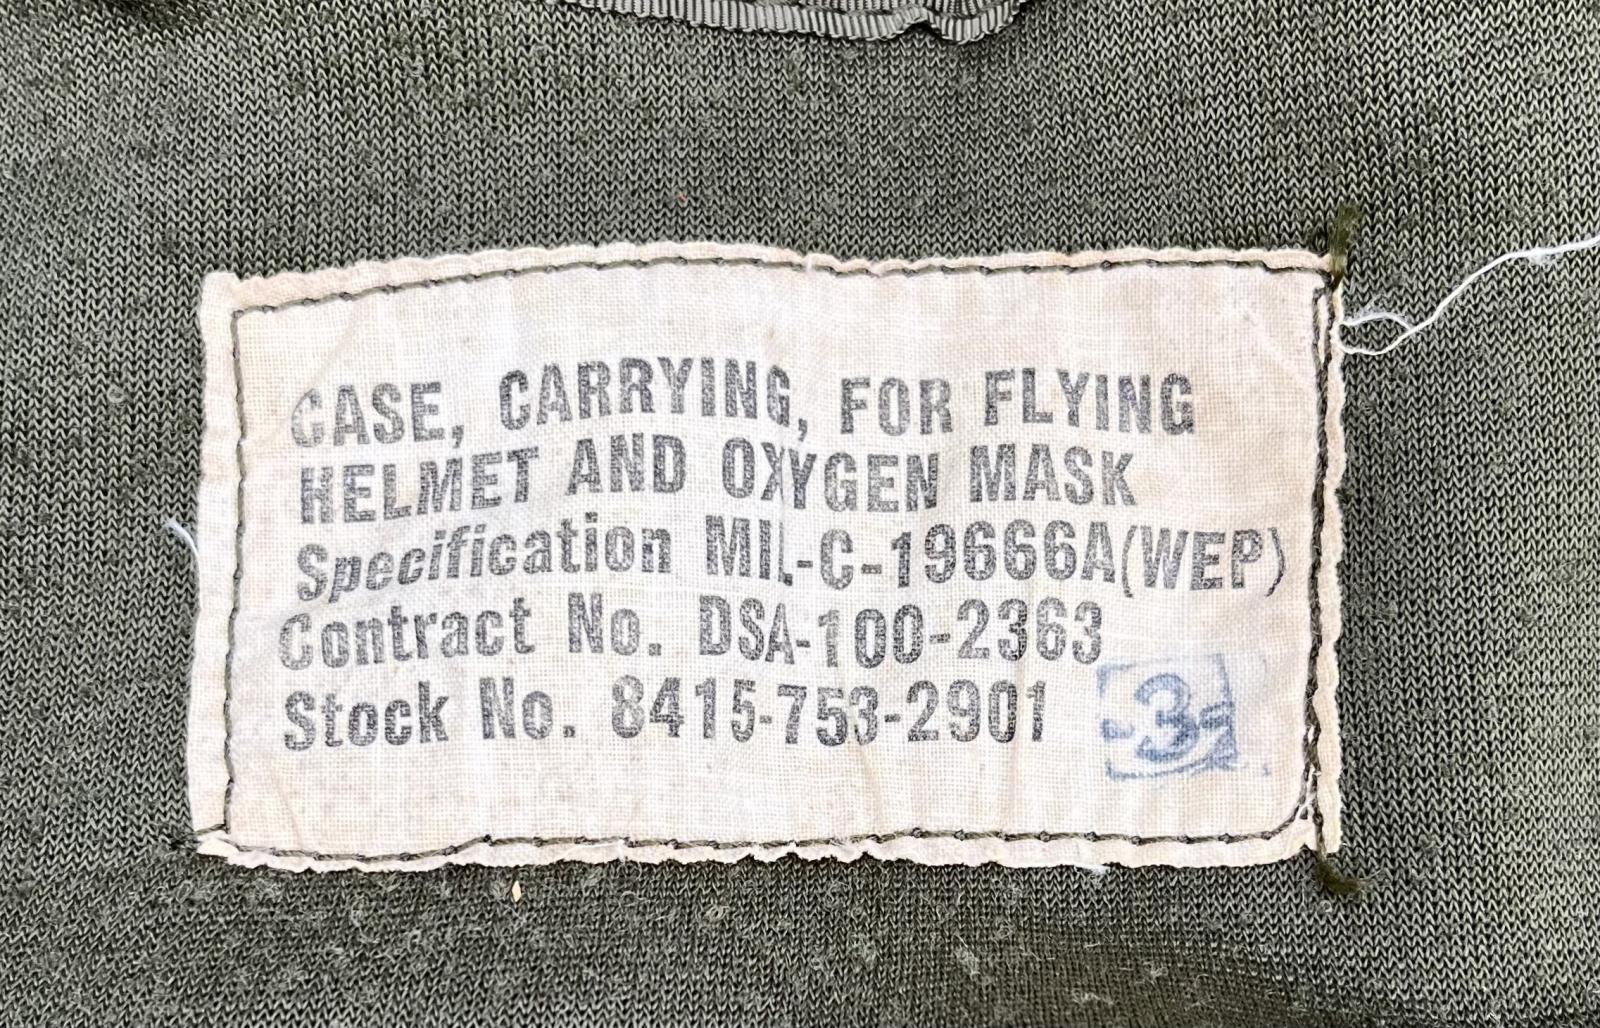 CASE, CARRYING, FOR FLYING
HELMET AND OXYGEN MASK
Specification MIL-C-19666A(WEP)
Contract No. DSA-100-2363
Stock No. 8415-753-2901
3